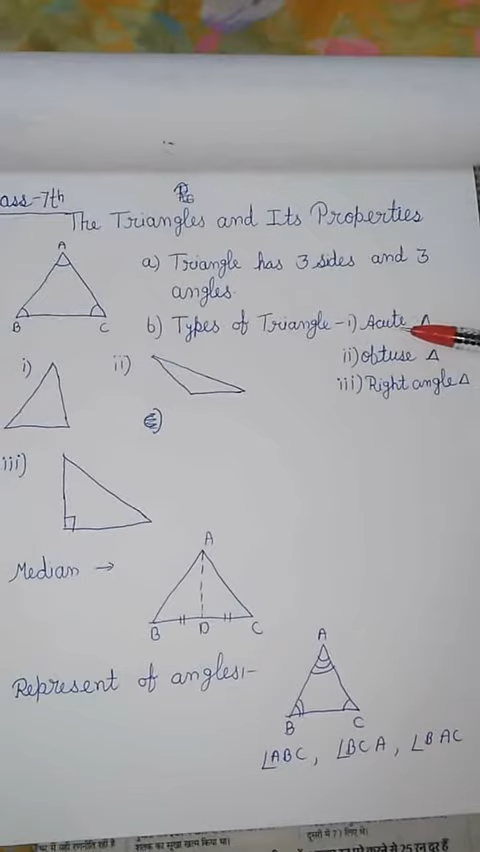 ass-7th
The Triangles and Its Properties
A
B C
a) Triangle has 3 sides and 3
angles.
b) Types of Triangle - i) Acute Δ
ii) obtuse Δ
iii) Right angle Δ
i) ii)
iii)
Median →
A
B D C
Represent of angles:-
A
B C
∠ABC, ∠BCA, ∠BAC